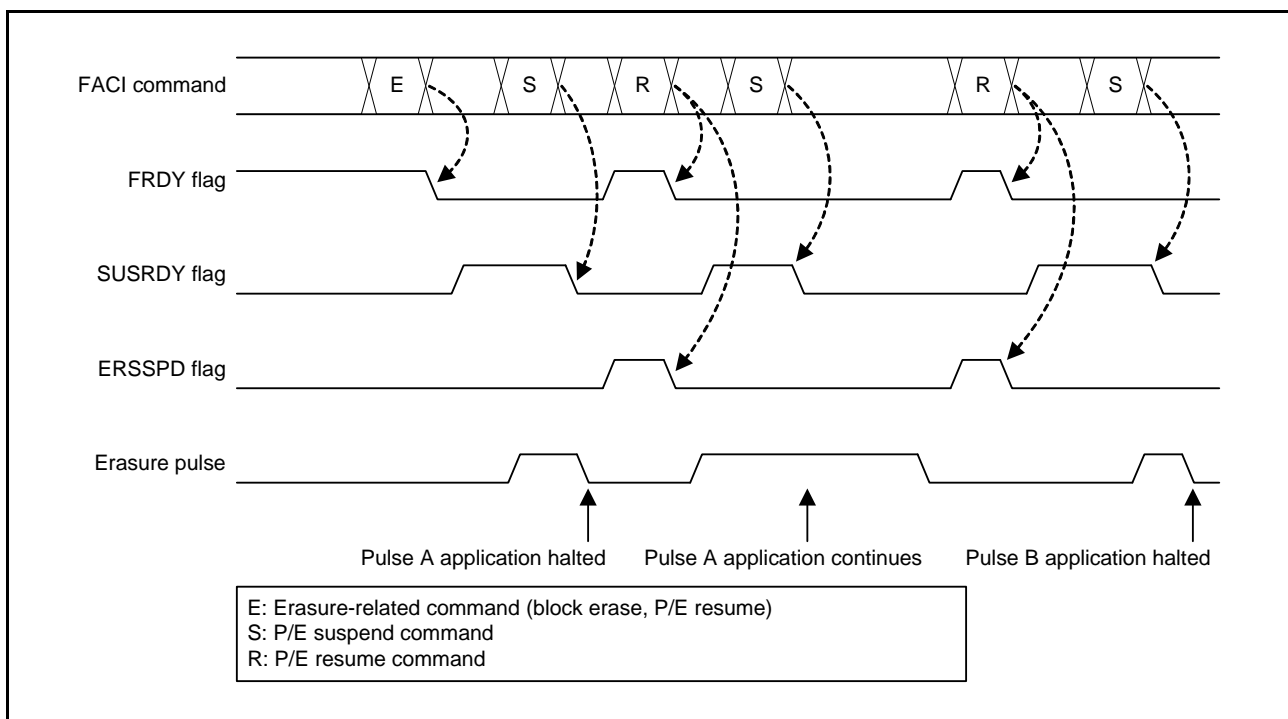 FACI command
E
S
R
S
R
S
FRDY flag
SUSRDY flag
ERSSPD flag
Erasure pulse
Pulse A application halted
Pulse A application continues
Pulse B application halted
E: Erasure-related command (block erase, P/E resume)
S: P/E suspend command
R: P/E resume command